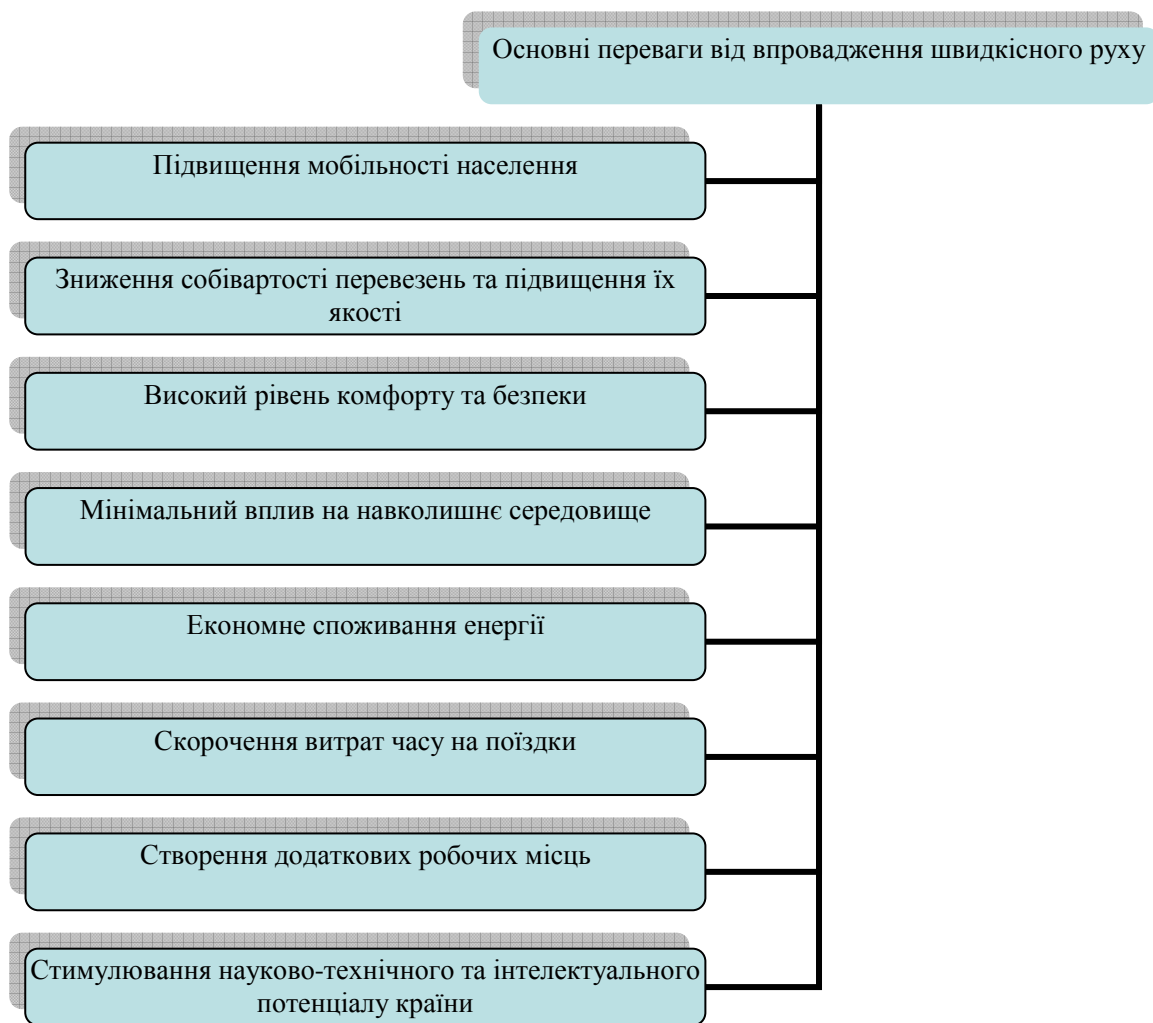 Основні переваги від впровадження швидкісного руху
Підвищення мобільності населення
Зниження собівартості перевезень та підвищення їх
якості
Високий рівень комфорту та безпеки
Мінімальний вплив на навколишнє середовище
Економне споживання енергії
Скорочення витрат часу на поїздки
Створення додаткових робочих місць
Стимулювання науково-технічного та інтелектуального
потенціалу країни